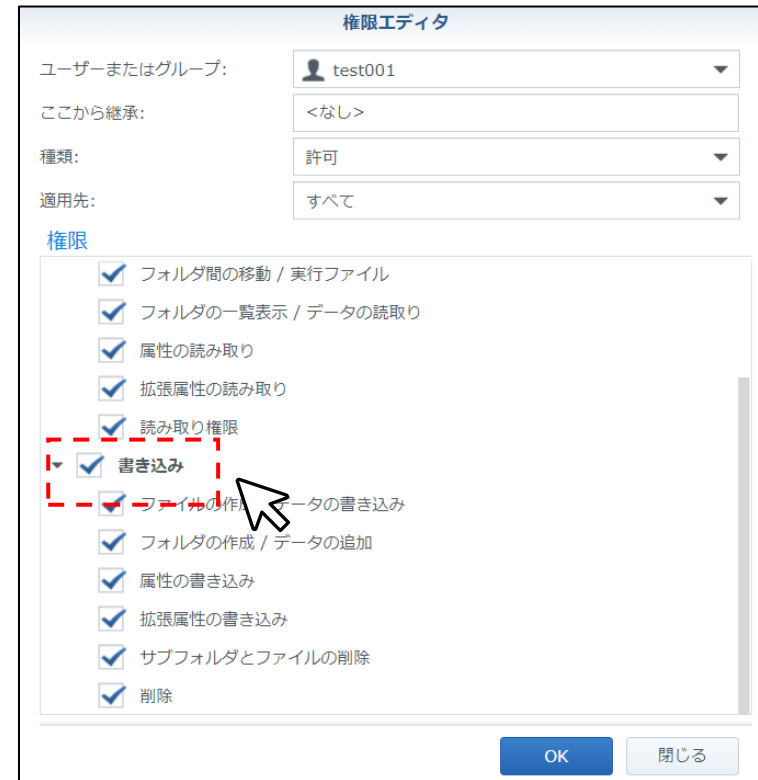 権限エディタ
ユーザーまたはグループ: test001
ここから継承: <なし>
種類: 許可
適用先: すべて
権限
フォルダ間の移動 / 実行ファイル
フォルダの一覧表示 / データの読取り
属性の読み取り
拡張属性の読み取り
読み取り権限
書き込み
ファイルの作成 データの書き込み
フォルダの作成 / データの追加
属性の書き込み
拡張属性の書き込み
サブフォルダとファイルの削除
削除
OK 閉じる